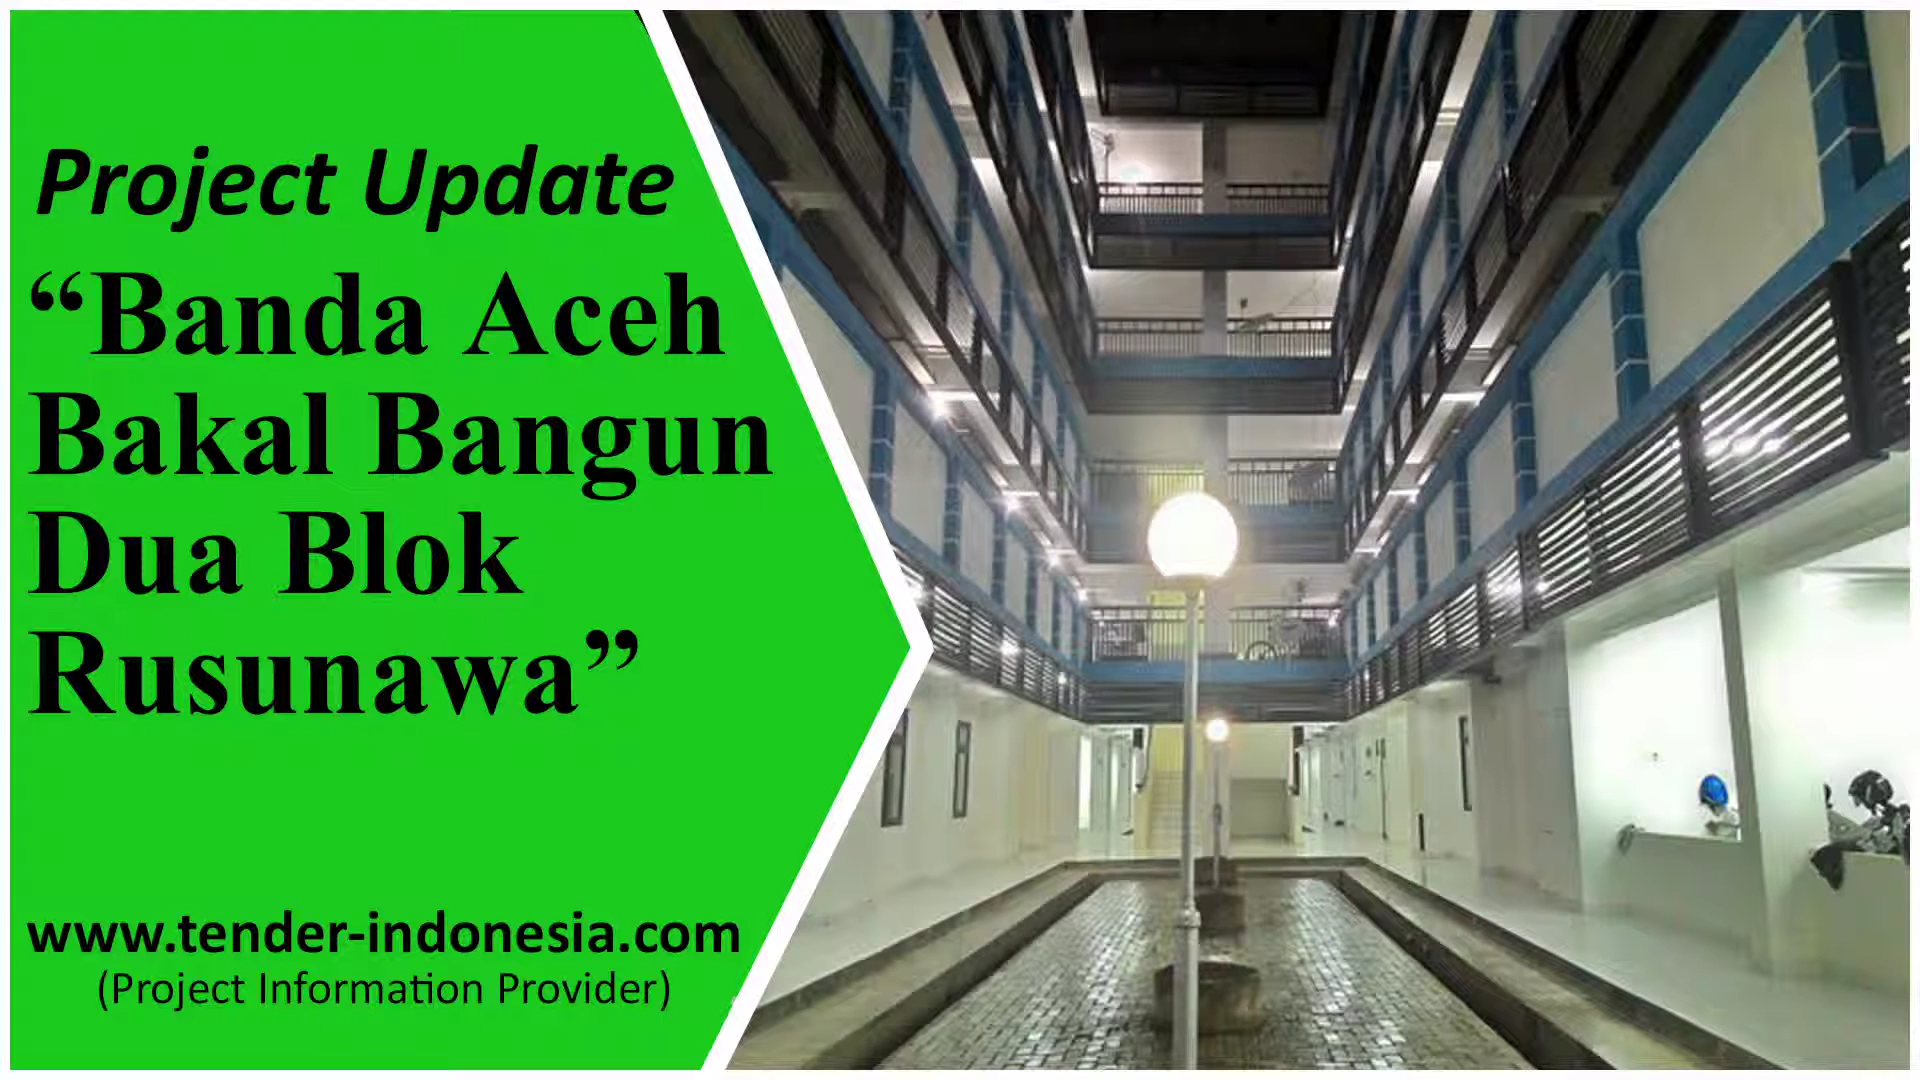 Project Update
“Banda Aceh
Bakal Bangun
Dua Blok
Rusunawa”
www.tender-indonesia.com
(Project Information Provider)